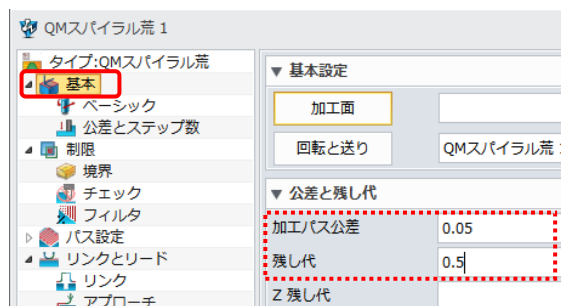 QMスパイラル荒 1
タイプ:QMスパイラル荒
基本
ベーシック
公差とステップ数
制限
境界
チェック
フィルタ
パス設定
リンクとリード
リンク
アプローチ
基本設定
加工面
回転と送り QMスパイラル荒
公差と残し代
加工パス公差 0.05
残し代 0.5
Z 残し代